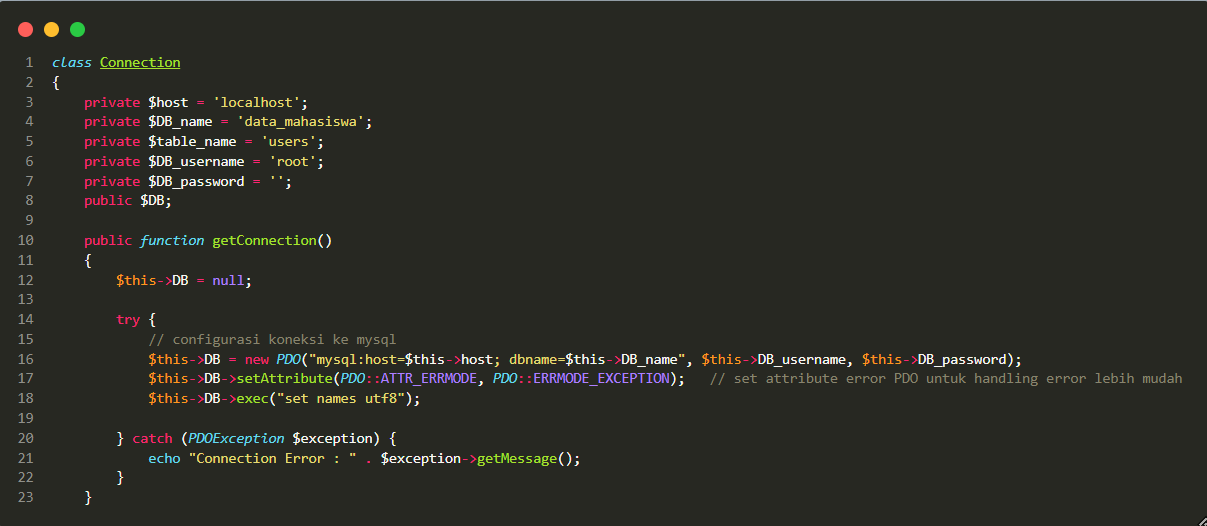 1 class Connection
2 {
3     private $host = 'localhost';
4     private $DB_name = 'data_mahasiswa';
5     private $table_name = 'users';
6     private $DB_username = 'root';
7     private $DB_password = '';
8     public $DB;
9
10     public function getConnection()
11     {
12         $this->DB = null;
13
14         try {
15             // configurasi koneksi ke mysql
16             $this->DB = new PDO("mysql:host=$this->host; dbname=$this->DB_name", $this->DB_username, $this->DB_password);
17             $this->DB->setAttribute(PDO::ATTR_ERRMODE, PDO::ERRMODE_EXCEPTION);   // set attribute error PDO untuk handling error lebih mudah
18             $this->DB->exec("set names utf8");
19
20         } catch (PDOException $exception) {
21             echo "Connection Error : " . $exception->getMessage();
22         }
23     }